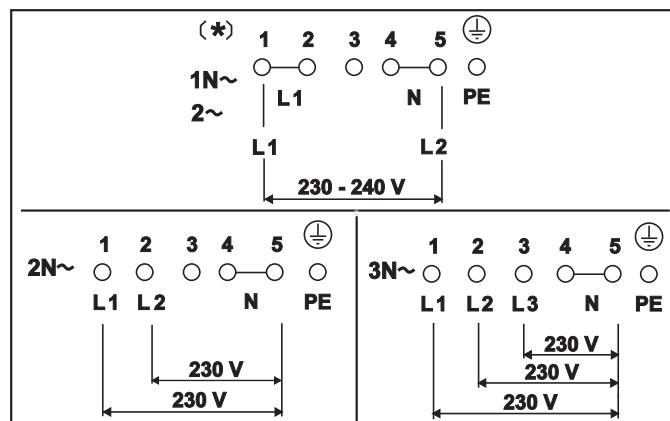 (*) 1 2 3 4 5
1N~ L1 N PE
2~
L1 L2
230 - 240 V
1 2 3 4 5
2N~
L1 L2 N PE
230 V
230 V
1 2 3 4 5
3N~
L1 L2 L3 N PE
230 V
230 V
230 V